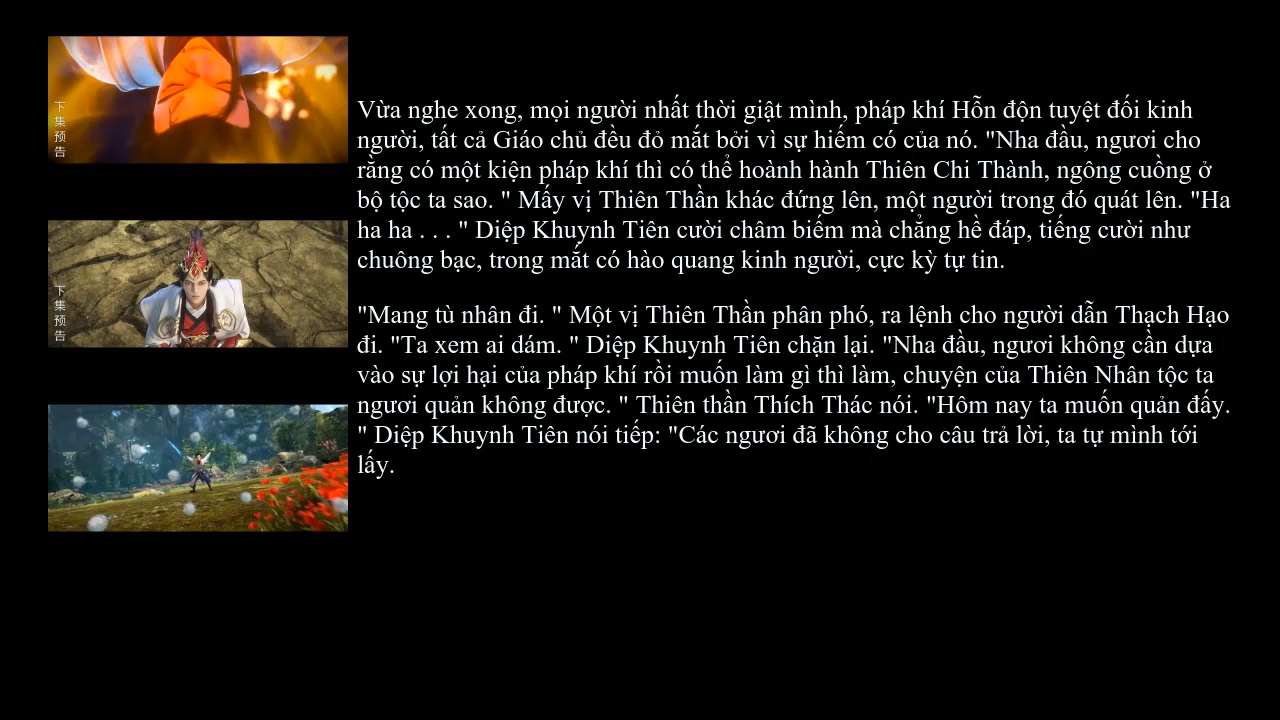 下集预告
下集预告
Vừa nghe xong, mọi người nhất thời giật mình, pháp khí Hỗn độn tuyệt đối kinh
người, tất cả Giáo chủ đều đỏ mắt bởi vì sự hiếm có của nó. "Nha đầu, ngươi cho
rằng có một kiện pháp khí thì có thể hoành hành Thiên Chi Thành, ngông cuồng ở
bộ tộc ta sao. " Mấy vị Thiên Thần khác đứng lên, một người trong đó quát lên. "Ha
ha ha . . . " Diệp Khuynh Tiên cười châm biếm mà chẳng hề đáp, tiếng cười như
chuông bạc, trong mắt có hào quang kinh người, cực kỳ tự tin.
"Mang tù nhân đi. " Một vị Thiên Thần phân phó, ra lệnh cho người dẫn Thạch Hạo
đi. "Ta xem ai dám. " Diệp Khuynh Tiên chặn lại. "Nha đầu, ngươi không cần dựa
vào sự lợi hại của pháp khí rồi muốn làm gì thì làm, chuyện của Thiên Nhân tộc ta
ngươi quản không được. " Thiên thần Thích Thác nói. "Hôm nay ta muốn quản đấy.
" Diệp Khuynh Tiên nói tiếp: "Các ngươi đã không cho câu trả lời, ta tự mình tới
lấy.